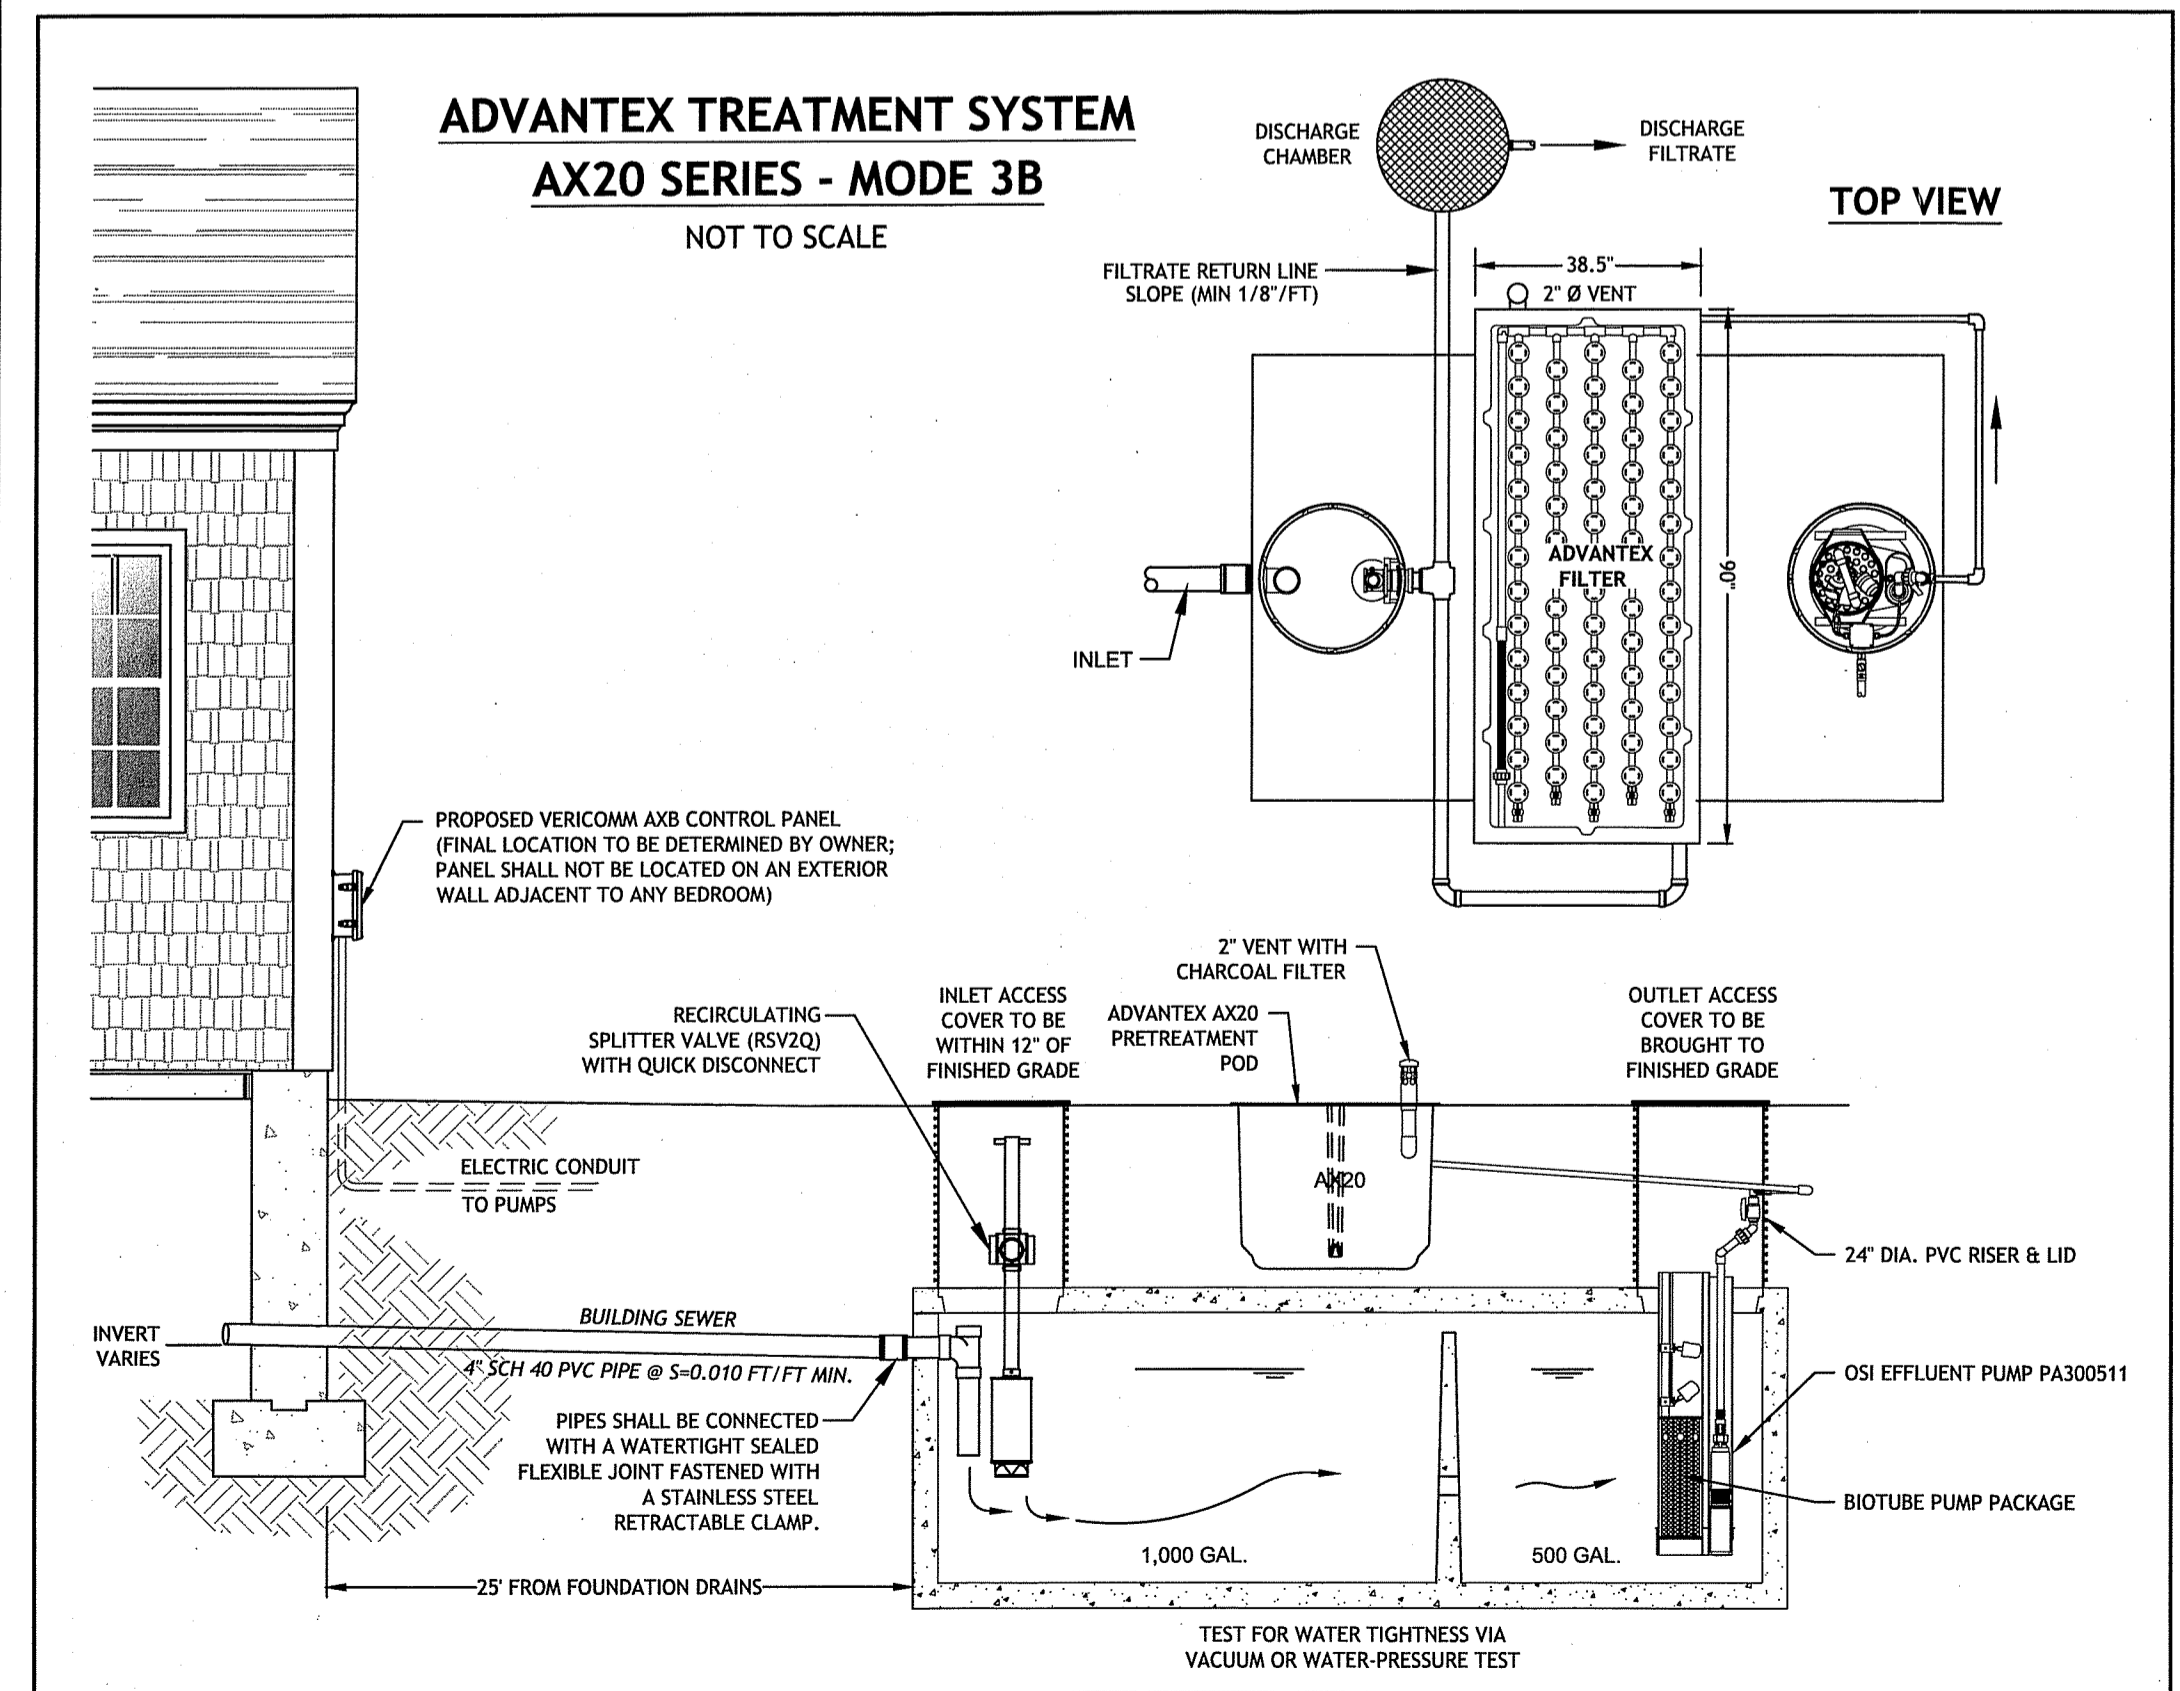 ADVANTEX TREATMENT SYSTEM
AX20 SERIES - MODE 3B
NOT TO SCALE
DISCHARGE
CHAMBER
DISCHARGE
FILTRATE
TOP VIEW
FILTRATE RETURN LINE
SLOPE (MIN 1/8"/FT)
38.5"
2" Ø VENT
ADVANTEX
FILTER
90"
INLET
PROPOSED VERICOMM AXB CONTROL PANEL
(FINAL LOCATION TO BE DETERMINED BY OWNER;
PANEL SHALL NOT BE LOCATED ON AN EXTERIOR
WALL ADJACENT TO ANY BEDROOM)
RECIRCULATING
SPLITTER VALVE (RSV2Q)
WITH QUICK DISCONNECT
INLET ACCESS
COVER TO BE
WITHIN 12" OF
FINISHED GRADE
2" VENT WITH
CHARCOAL FILTER
ADVANTEX AX20
PRETREATMENT
POD
OUTLET ACCESS
COVER TO BE
BROUGHT TO
FINISHED GRADE
ELECTRIC CONDUIT
TO PUMPS
AX20
24" DIA. PVC RISER & LID
INVERT
VARIES
BUILDING SEWER
4" SCH 40 PVC PIPE @ S=0.010 FT/FT MIN.
OSI EFFLUENT PUMP PA300511
PIPES SHALL BE CONNECTED
WITH A WATERTIGHT SEALED
FLEXIBLE JOINT FASTENED WITH
A STAINLESS STEEL
RETRACTABLE CLAMP.
BIOTUBE PUMP PACKAGE
1,000 GAL.
500 GAL.
25' FROM FOUNDATION DRAINS
TEST FOR WATER TIGHTNESS VIA
VACUUM OR WATER-PRESSURE TEST